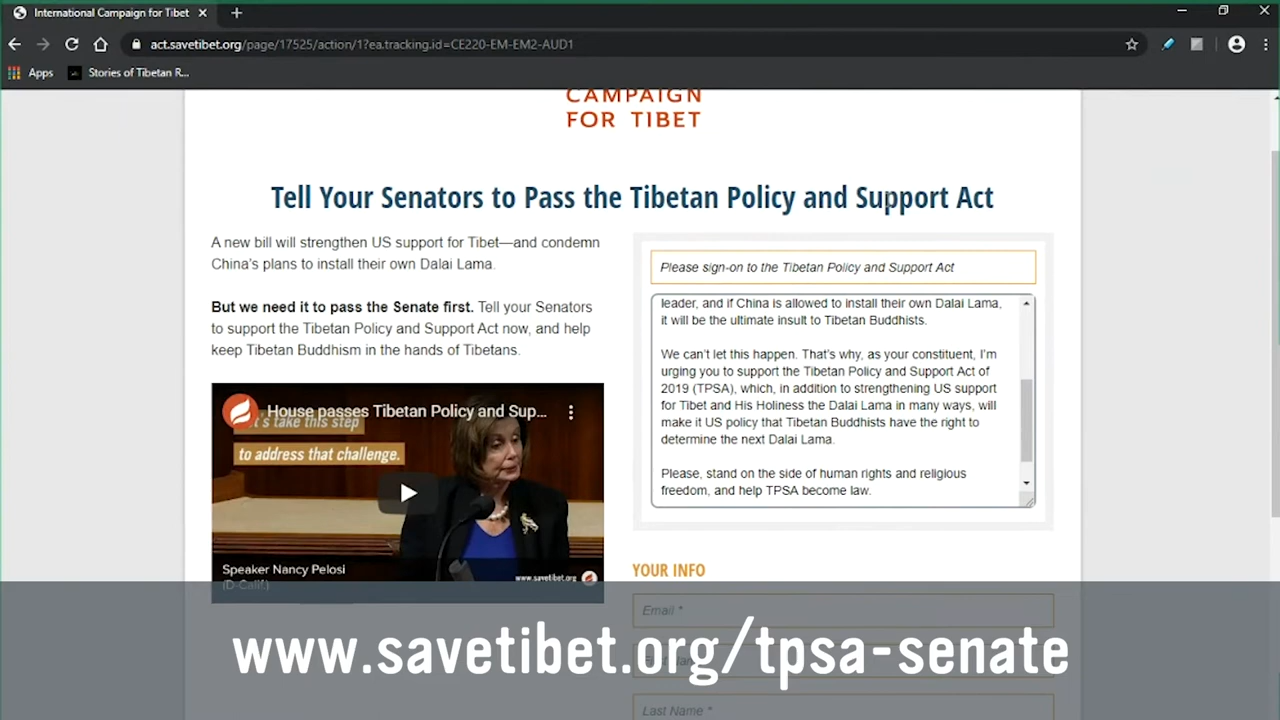 International Campaign for Tibet
act.savetibet.org/page/17525/action/1?ea.tracking.id=CE220-EM-EM2-AUD1
Apps
Stories of Tibetan R...
CAMPAIGN
FOR TIBET
Tell Your Senators to Pass the Tibetan Policy and Support Act
A new bill will strengthen US support for Tibet—and condemn
China's plans to install their own Dalai Lama.
But we need it to pass the Senate first. Tell your Senators
to support the Tibetan Policy and Support Act now, and help
keep Tibetan Buddhism in the hands of Tibetans.
House passes Tibetan Policy and Sup...
Let's take this step
to address that challenge.
Speaker Nancy Pelosi
(D-Calif.)
www.savetibet.org
Please sign-on to the Tibetan Policy and Support Act
leader, and if China is allowed to install their own Dalai Lama,
it will be the ultimate insult to Tibetan Buddhists.
We can't let this happen. That's why, as your constituent, I'm
urging you to support the Tibetan Policy and Support Act of
2019 (TPSA), which, in addition to strengthening US support
for Tibet and His Holiness the Dalai Lama in many ways, will
make it US policy that Tibetan Buddhists have the right to
determine the next Dalai Lama.
Please, stand on the side of human rights and religious
freedom, and help TPSA become law.
YOUR INFO
Email *
Last Name *
www.savetibet.org/tpsa-senate